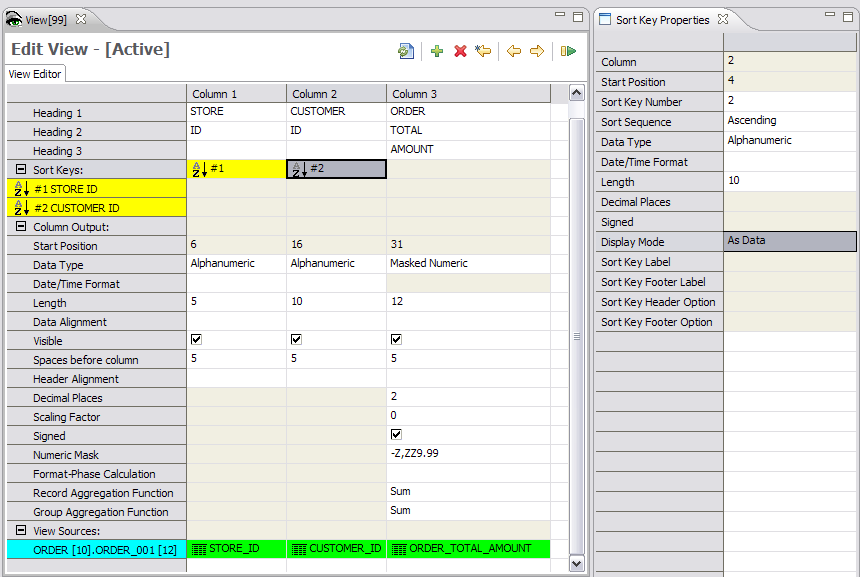 View[99]
Edit View - [Active]
View Editor
Column 1 Column 2 Column 3
Heading 1 STORE CUSTOMER ORDER
Heading 2 ID ID TOTAL
Heading 3 AMOUNT
Sort Keys: #1 #2
#1 STORE ID
#2 CUSTOMER ID
Column Output:
Start Position 6 16 31
Data Type Alphanumeric Alphanumeric Masked Numeric
Date/Time Format
Length 5 10 12
Data Alignment
Visible
Spaces before column 5 5 5
Header Alignment
Decimal Places 2
Scaling Factor 0
Signed
Numeric Mask -Z,ZZ9.99
Format-Phase Calculation
Record Aggregation Function Sum
Group Aggregation Function Sum
View Sources:
ORDER [10].ORDER_001 [12] STORE_ID CUSTOMER_ID ORDER_TOTAL_AMOUNT
Sort Key Properties
Column 2
Start Position 4
Sort Key Number 2
Sort Sequence Ascending
Data Type Alphanumeric
Date/Time Format
Length 10
Decimal Places
Signed
Display Mode As Data
Sort Key Label
Sort Key Footer Label
Sort Key Header Option
Sort Key Footer Option